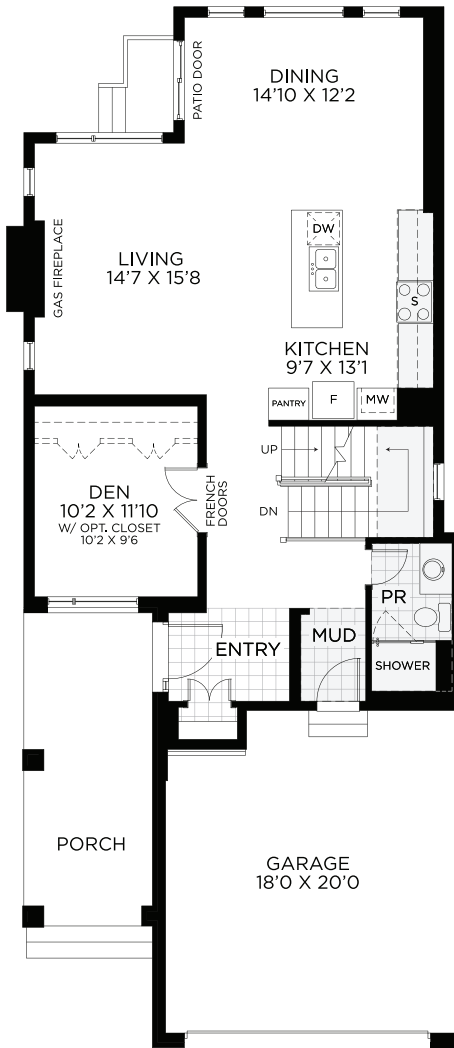 DINING
14'10 X 12'2
PATIO DOOR
DW
LIVING
14'7 X 15'8
GAS FIREPLACE
S
KITCHEN
9'7 X 13'1
PANTRY
F
MW
UP
DEN
10'2 X 11'10
W/ OPT. CLOSET
10'2 X 9'6
FRENCH
DOORS
DN
PR
ENTRY
MUD
SHOWER
PORCH
GARAGE
18'0 X 20'0